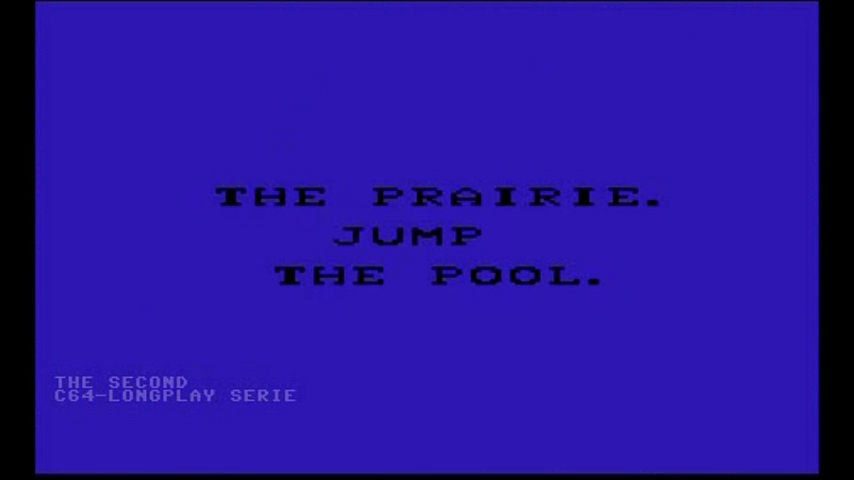 THE PRAIRIE.
JUMP
THE POOL.
THE SECOND
C64-LONGPLAY SERIE